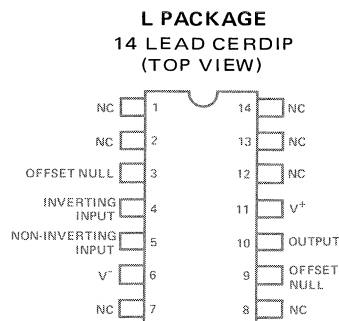 L PACKAGE
14 LEAD CERDIP
(TOP VIEW)
NC 1 14 NC
NC 2 13 NC
OFFSET NULL 3 12 NC
INVERTING
INPUT 4 11 V+
NON-INVERTING
INPUT 5 10 OUTPUT
V- 6 9 OFFSET
NULL
NC 7 8 NC